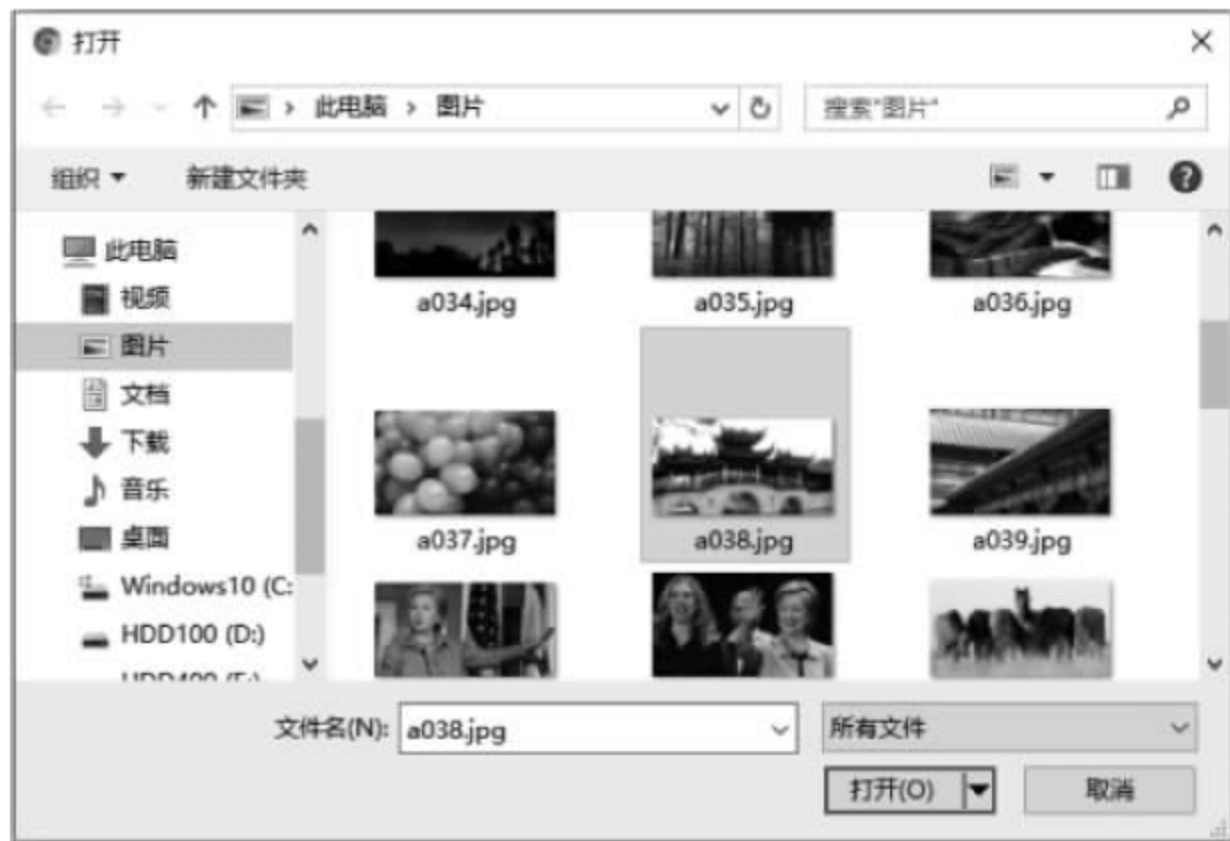 打开
此电脑 > 图片
搜索"图片"
组织
新建文件夹
此电脑
视频
图片
文档
下载
音乐
桌面
Windows10 (C:
HDD100 (D:)
a034.jpg
a035.jpg
a036.jpg
a037.jpg
a038.jpg
a039.jpg
文件名(N):
a038.jpg
所有文件
打开(O)
取消